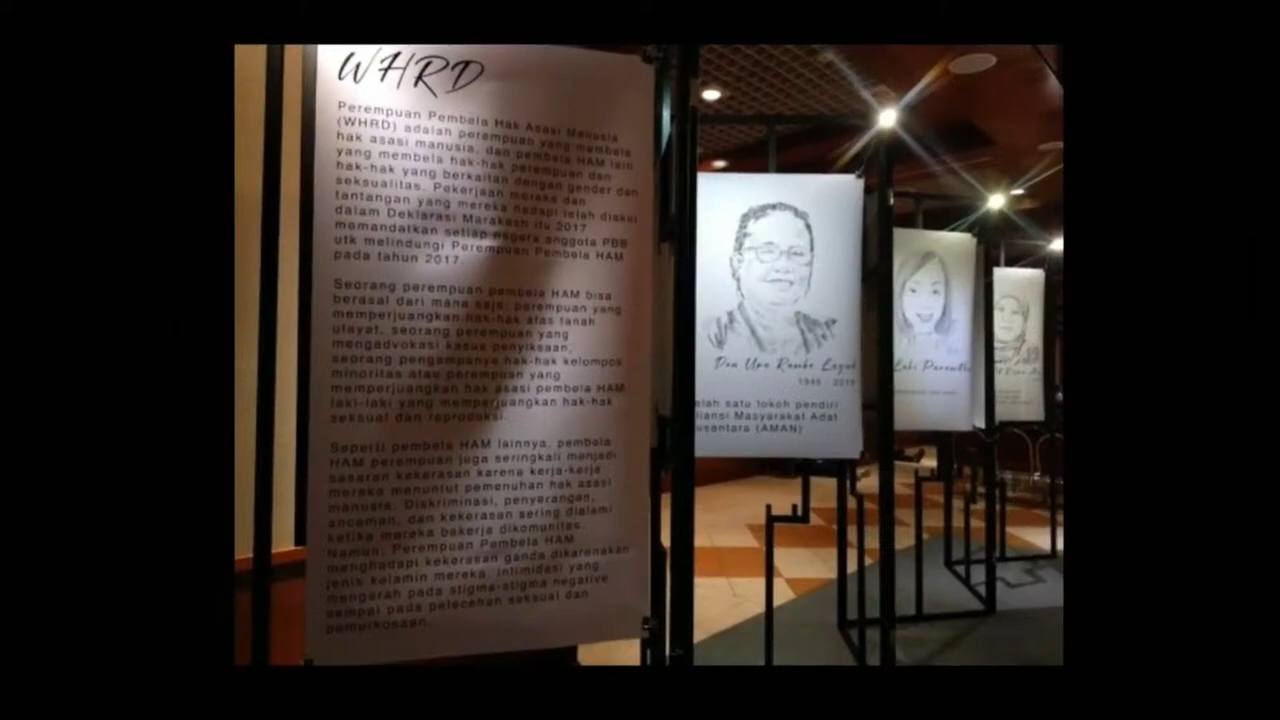 WHRD
Perempuan Pembela Hak Asasi Manusia
(WHRD) adalah perempuan yang membela
hak asasi manusia, dan pembela HAM lain
yang membela hak-hak perempuan dan
hak-hak yang berkaitan dengan gender dan
seksualitas. Pekerjaan mereka dan
tantangan yang mereka hadapi telah diakui
dalam Deklarasi Marakash itu 2017
memandatkan setiap negara anggota PBB
utk melindungi Perempuan Pembela HAM
pada tahun 2017.
Seorang perempuan pembela HAM bisa
berasal dari mana saja; perempuan yang
memperjuangkan hak-hak atas tanah
ulayat, seorang perempuan yang
mengadvokasi kasus penyiksaan,
seorang pengampanye hak-hak kelompok
minoritas atau perempuan yang
memperjuangkan hak asasi pembela HAM
laki-laki yang memperjuangkan hak-hak
seksual dan reproduksi.
Seperti pembela HAM lainnya, pembela
HAM perempuan juga seringkali menjadi
sasaran kekerasan karena kerja-kerja
mereka menuntut pemenuhan hak asasi
manusia. Diskriminasi, penyerangan,
ancaman, dan kekerasan sering dialami
ketika mereka bekerja dikomunitas.
Namun, Perempuan Pembela HAM
menghadapi kekerasan ganda dikarenakan
jenis kelamin mereka. Intimidasi yang
mengarah pada stigma-stigma negative
sampai pada pelecehan seksual dan
pemerkosaan.
Den Upa Rombe
1949 - 2019
elah satu tokoh pendiri
liansi Masyarakat Adat
usantara (AMAN)